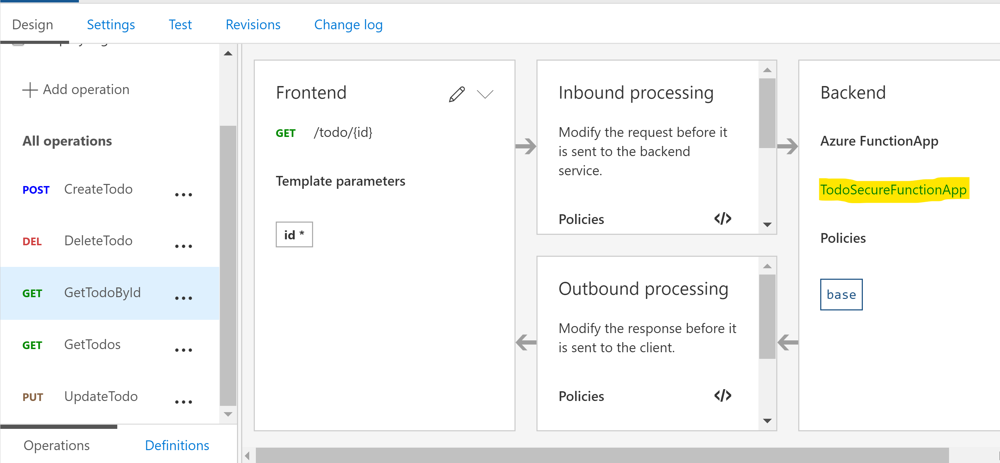 Design
Settings
Test
Revisions
Change log
Add operation
All operations
POST CreateTodo ...
DEL DeleteTodo ...
GET GetTodoById ...
GET GetTodos ...
PUT UpdateTodo ...
Operations
Definitions
Frontend
GET /todo/{id}
Template parameters
id *
Inbound processing
Modify the request before it
is sent to the backend
service.
Policies </>
Outbound processing
Modify the response before it
is sent to the client.
Policies </>
Backend
Azure FunctionApp
TodoSecureFunctionApp
Policies
base